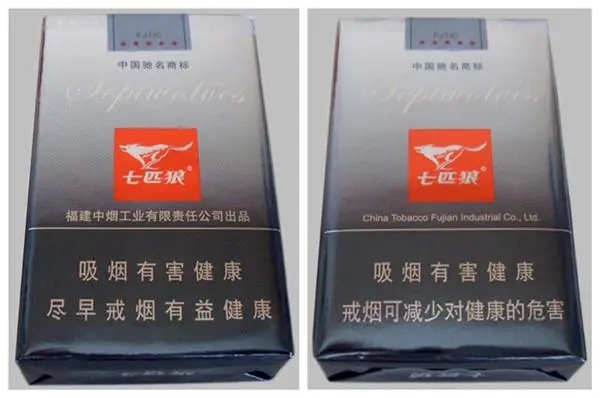 中国驰名商标
Septwolves
七匹狼
福建中烟工业有限责任公司出品
吸烟有害健康
尽早戒烟有益健康
中国驰名商标
Septwolves
七匹狼
China Tobacco Fujian Industrial Co., Ltd.
吸烟有害健康
戒烟可减少对健康的危害